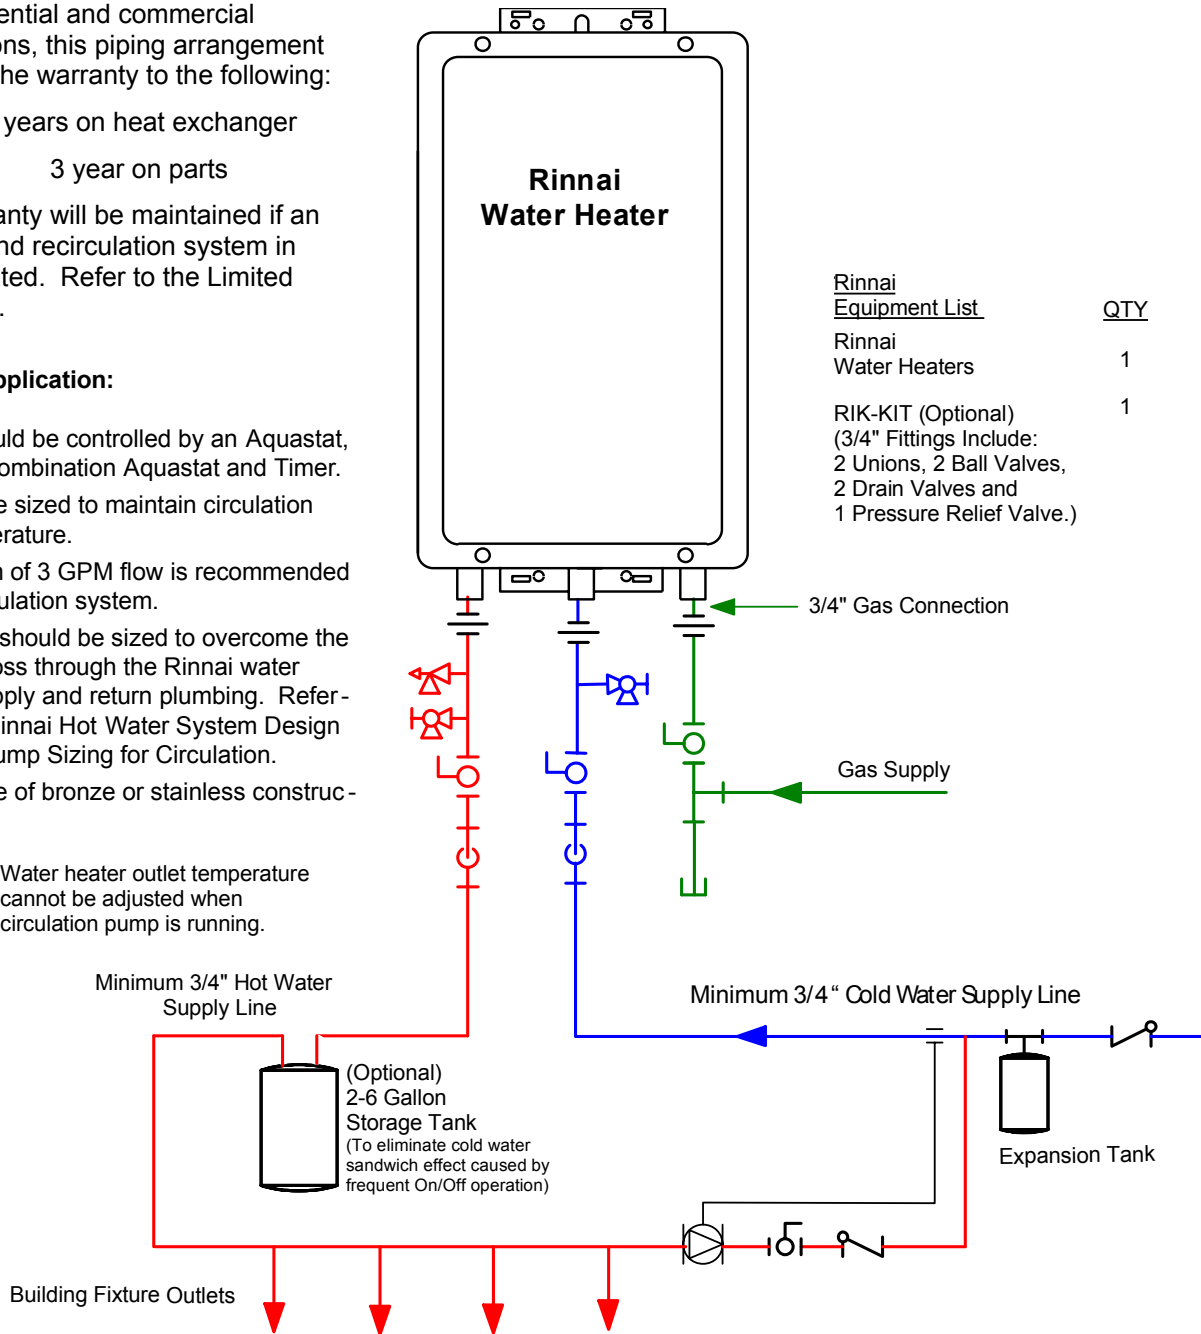 ential and commercial
ons, this piping arrangement
he warranty to the following:
years on heat exchanger
3 year on parts
anty will be maintained if an
nd recirculation system in
ted.  Refer to the Limited
.
pplication:
uld be controlled by an Aquastat,
ombination Aquastat and Timer.
e sized to maintain circulation
erature.
n of 3 GPM flow is recommended
ulation system.
should be sized to overcome the
oss through the Rinnai water
pply and return plumbing.  Refer-
innai Hot Water System Design
ump Sizing for Circulation.
e of bronze or stainless construc-
Water heater outlet temperature
cannot be adjusted when
circulation pump is running.
Rinnai
Water Heater
Rinnai
Equipment List QTY
Rinnai
Water Heaters 1
RIK-KIT (Optional) 1
(3/4" Fittings Include:
2 Unions, 2 Ball Valves,
2 Drain Valves and
1 Pressure Relief Valve.)
3/4" Gas Connection
Gas Supply
Minimum 3/4" Hot Water
Supply Line
Minimum 3/4“ Cold Water Supply Line
(Optional)
2-6 Gallon
Storage Tank
(To eliminate cold water
sandwich effect caused by
frequent On/Off operation)
Expansion Tank
Building Fixture Outlets